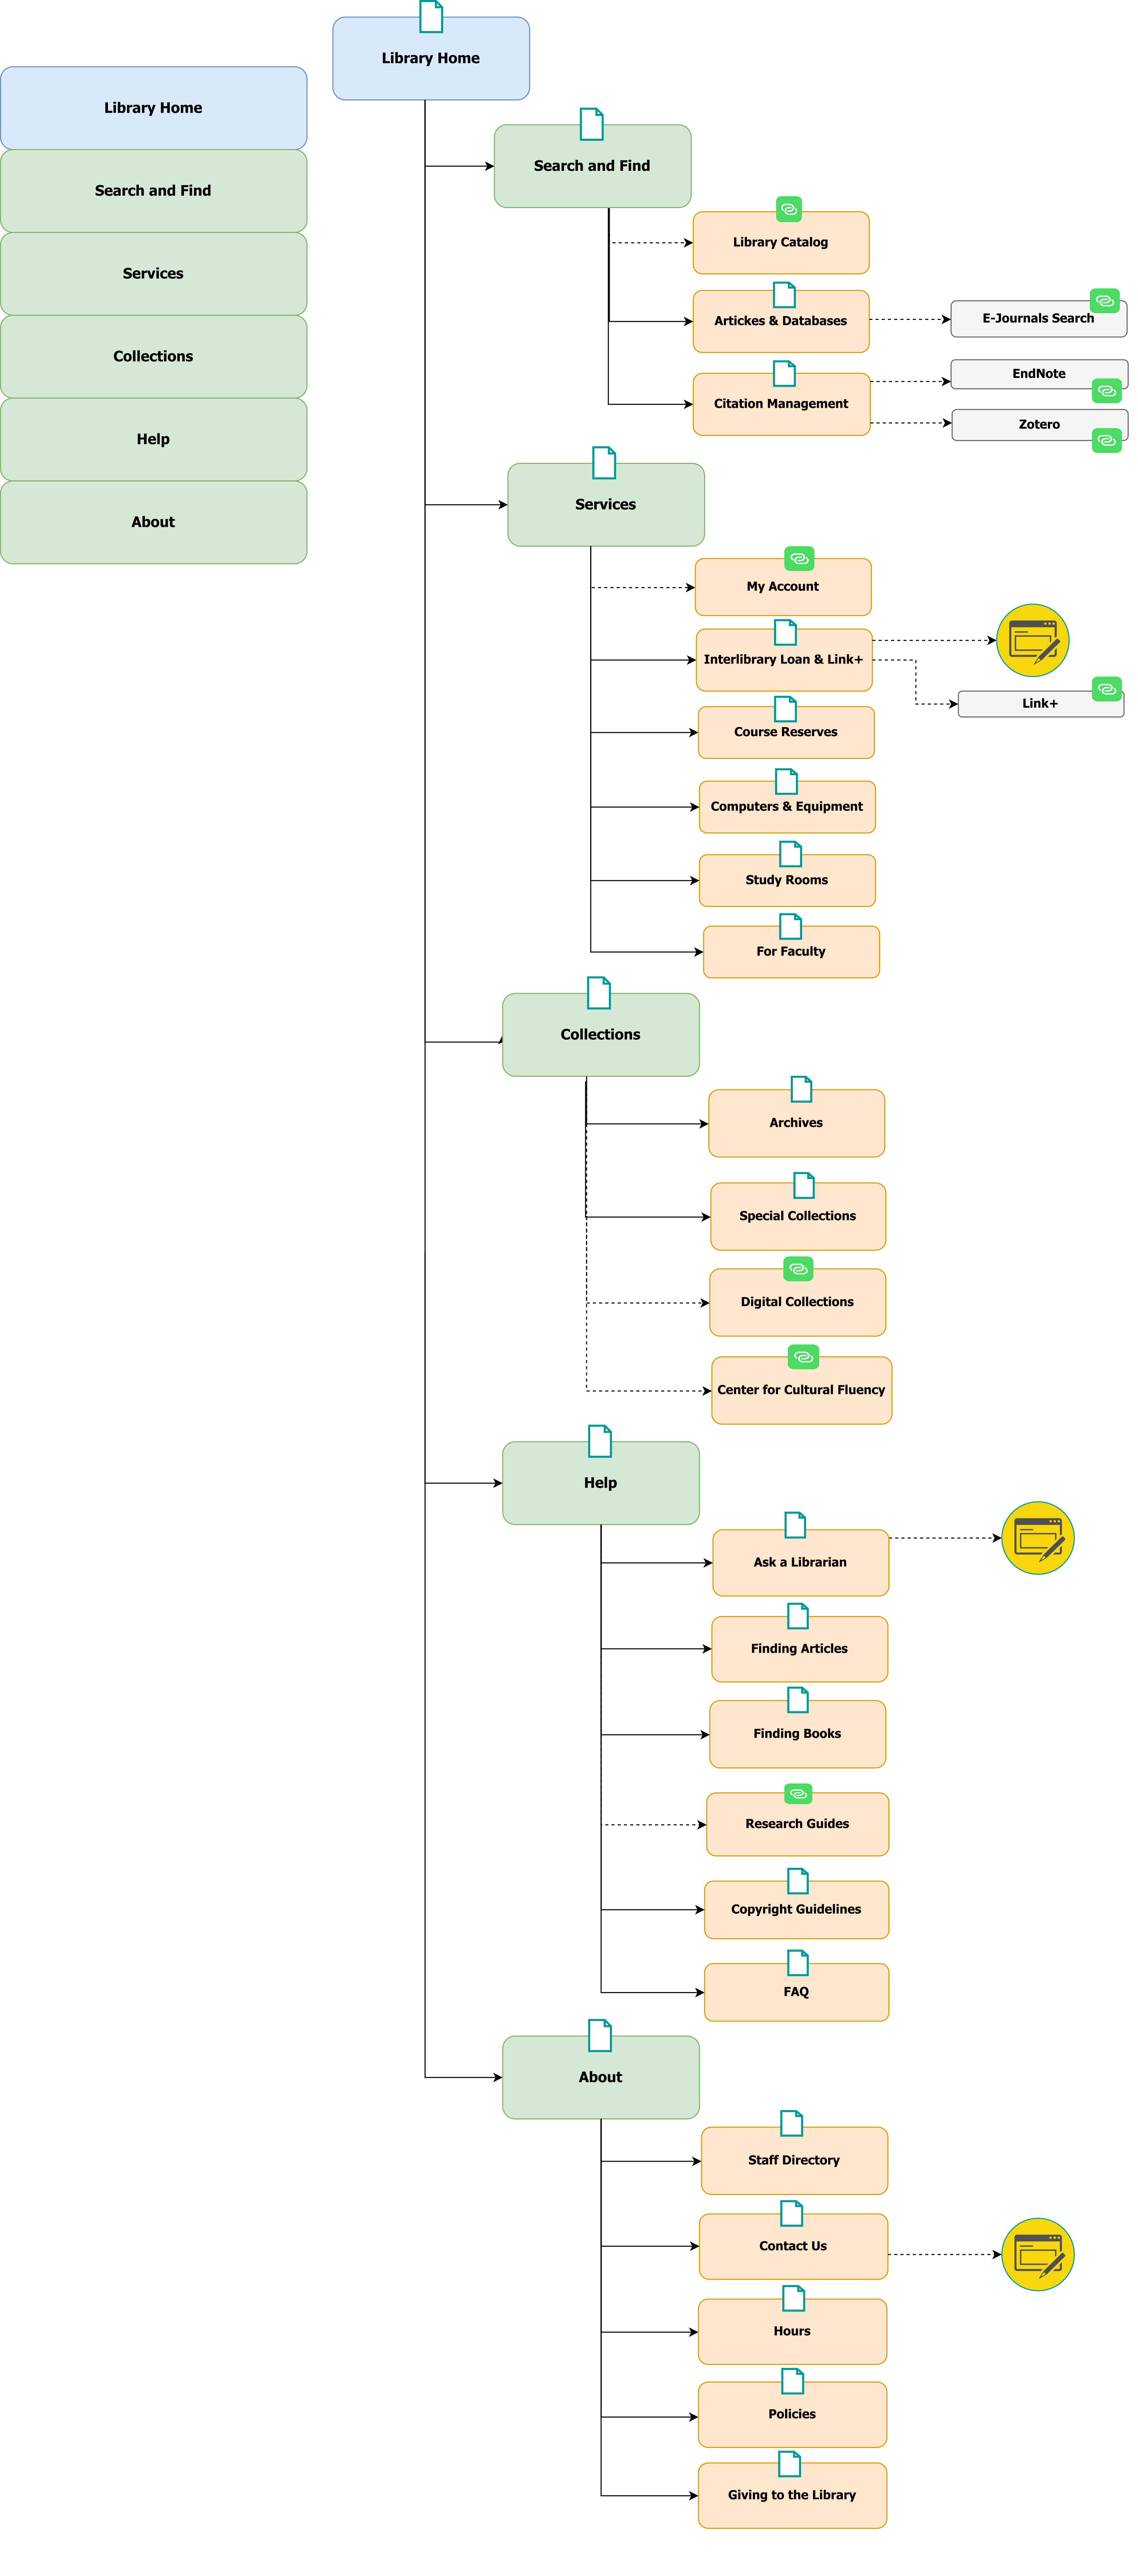 Library Home
Library Home
Search and Find
Services
Collections
Help
About
Search and Find
Library Catalog
Artickes & Databases
E-Journals Search
Citation Management
EndNote
Zotero
Services
My Account
Interlibrary Loan & Link+
Link+
Course Reserves
Computers & Equipment
Study Rooms
For Faculty
Collections
Archives
Special Collections
Digital Collections
Center for Cultural Fluency
Help
Ask a Librarian
Finding Articles
Finding Books
Research Guides
Copyright Guidelines
FAQ
About
Staff Directory
Contact Us
Hours
Policies
Giving to the Library